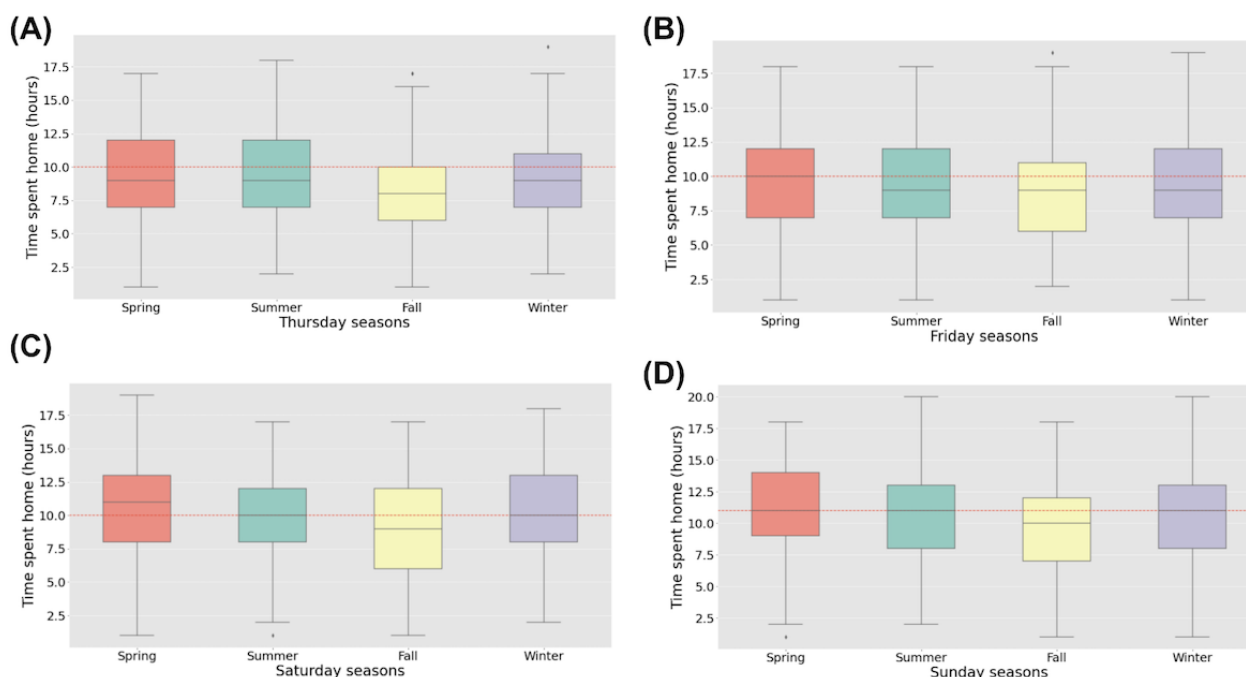 (A)
Time spent home (hours)
17.5
15.0
12.5
10.0
7.5
5.0
2.5
Spring Summer Fall Winter
Thursday seasons
(B)
Time spent home (hours)
17.5
15.0
12.5
10.0
7.5
5.0
2.5
Spring Summer Fall Winter
Friday seasons
(C)
Time spent home (hours)
17.5
15.0
12.5
10.0
7.5
5.0
2.5
Spring Summer Fall Winter
Saturday seasons
(D)
Time spent home (hours)
20.0
17.5
15.0
12.5
10.0
7.5
5.0
2.5
Spring Summer Fall Winter
Sunday seasons